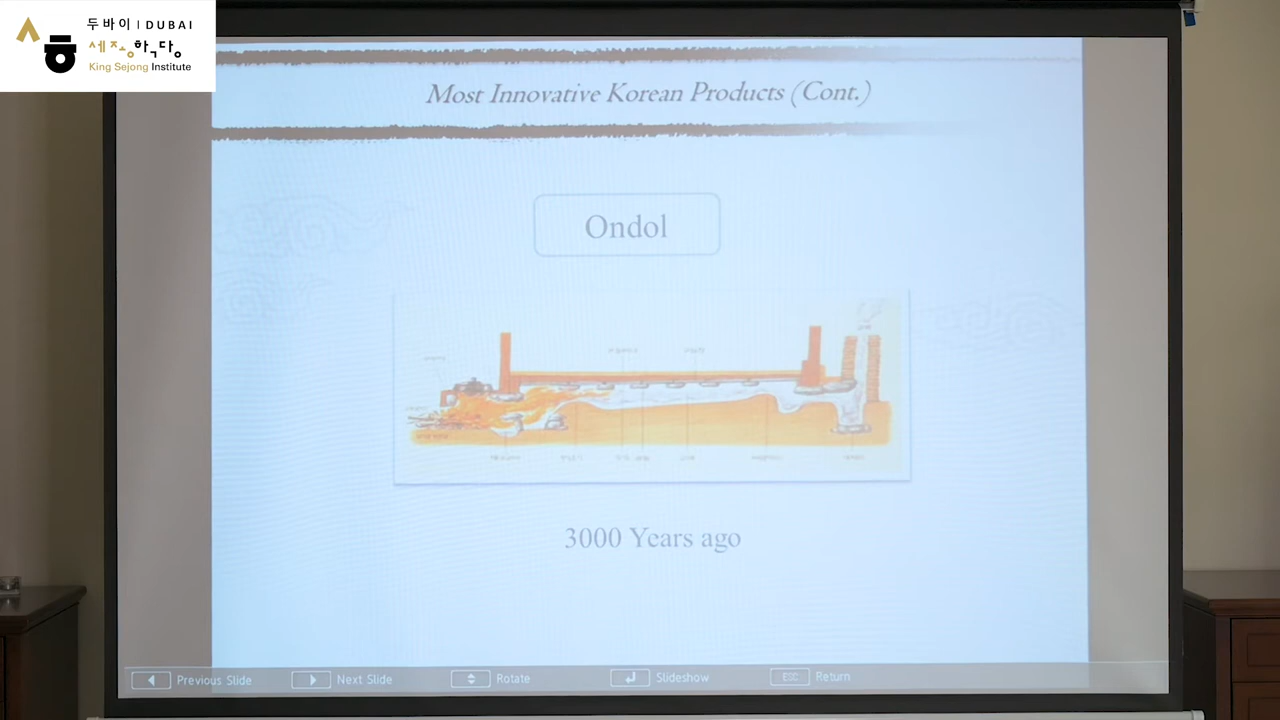 두바이 | DUBAI
세종학당
King Sejong Institute
Most Innovative Korean Products (Cont.)
Ondol
3000 Years ago
Previous Slide
Next Slide
Rotate
Slideshow
ESC
Return